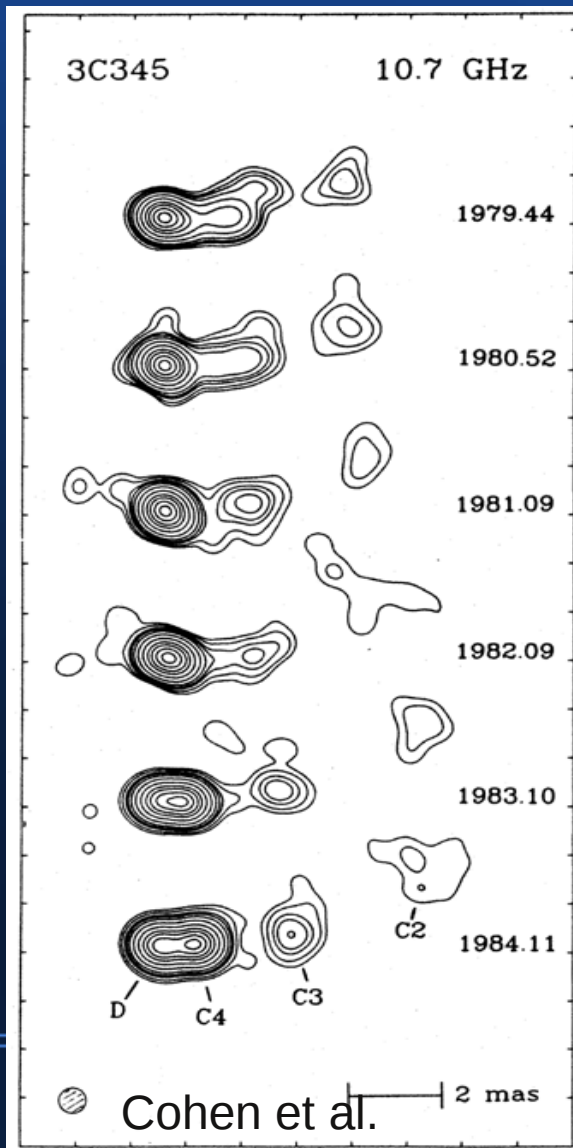 3C345 10.7 GHz
1979.44
1980.52
1981.09
1982.09
1983.10
C2
1984.11
C3
D C4
2 mas
Cohen et al.